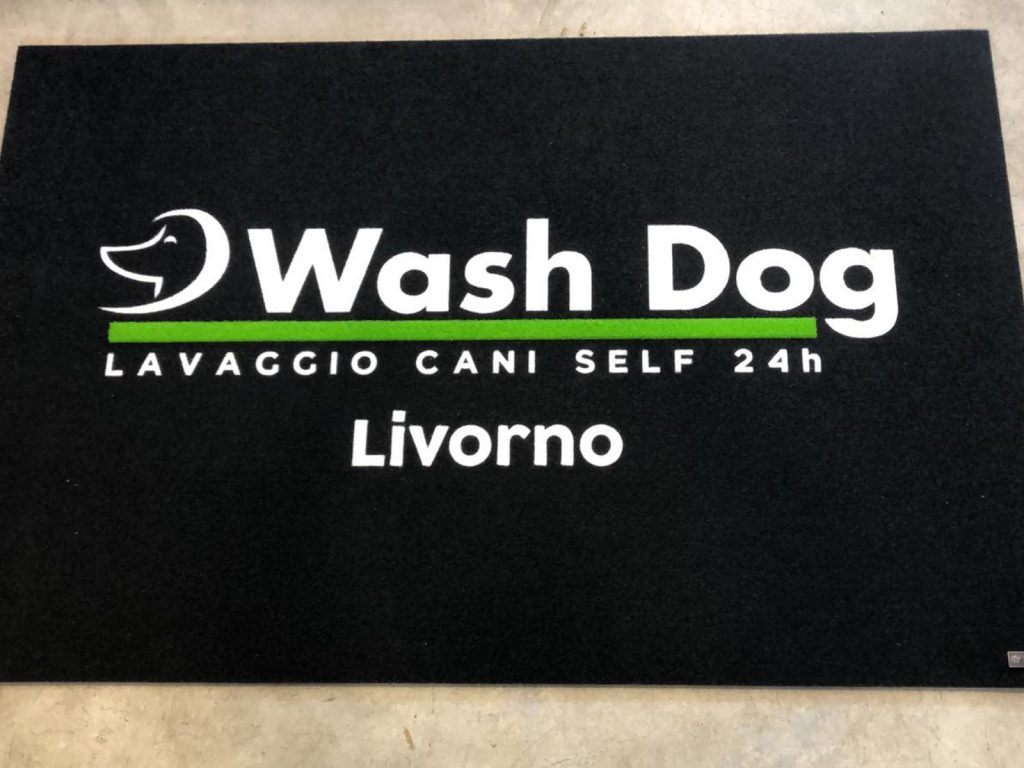 Wash Dog
LAVAGGIO CANI SELF 24h
Livorno